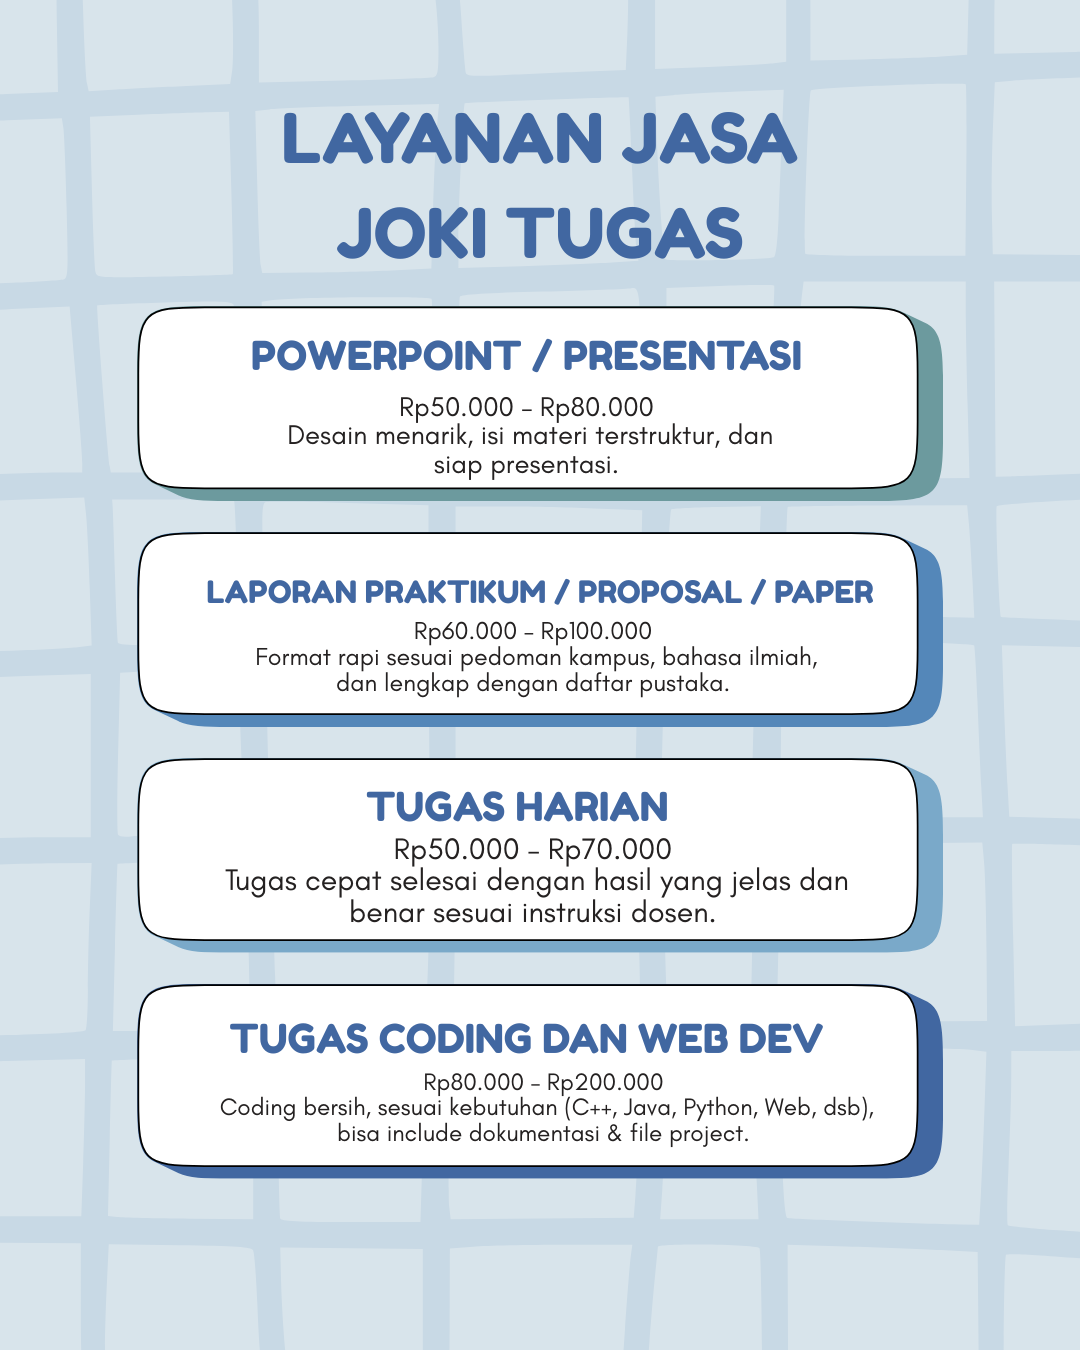 LAYANAN JASA
JOKI TUGAS
POWERPOINT / PRESENTASI
Rp50.000 – Rp80.000
Desain menarik, isi materi terstruktur, dan
siap presentasi.
LAPORAN PRAKTIKUM / PROPOSAL / PAPER
Rp60.000 – Rp100.000
Format rapi sesuai pedoman kampus, bahasa ilmiah,
dan lengkap dengan daftar pustaka.
TUGAS HARIAN
Rp50.000 – Rp70.000
Tugas cepat selesai dengan hasil yang jelas dan
benar sesuai instruksi dosen.
TUGAS CODING DAN WEB DEV
Rp80.000 – Rp200.000
Coding bersih, sesuai kebutuhan (C++, Java, Python, Web, dsb),
bisa include dokumentasi & file project.